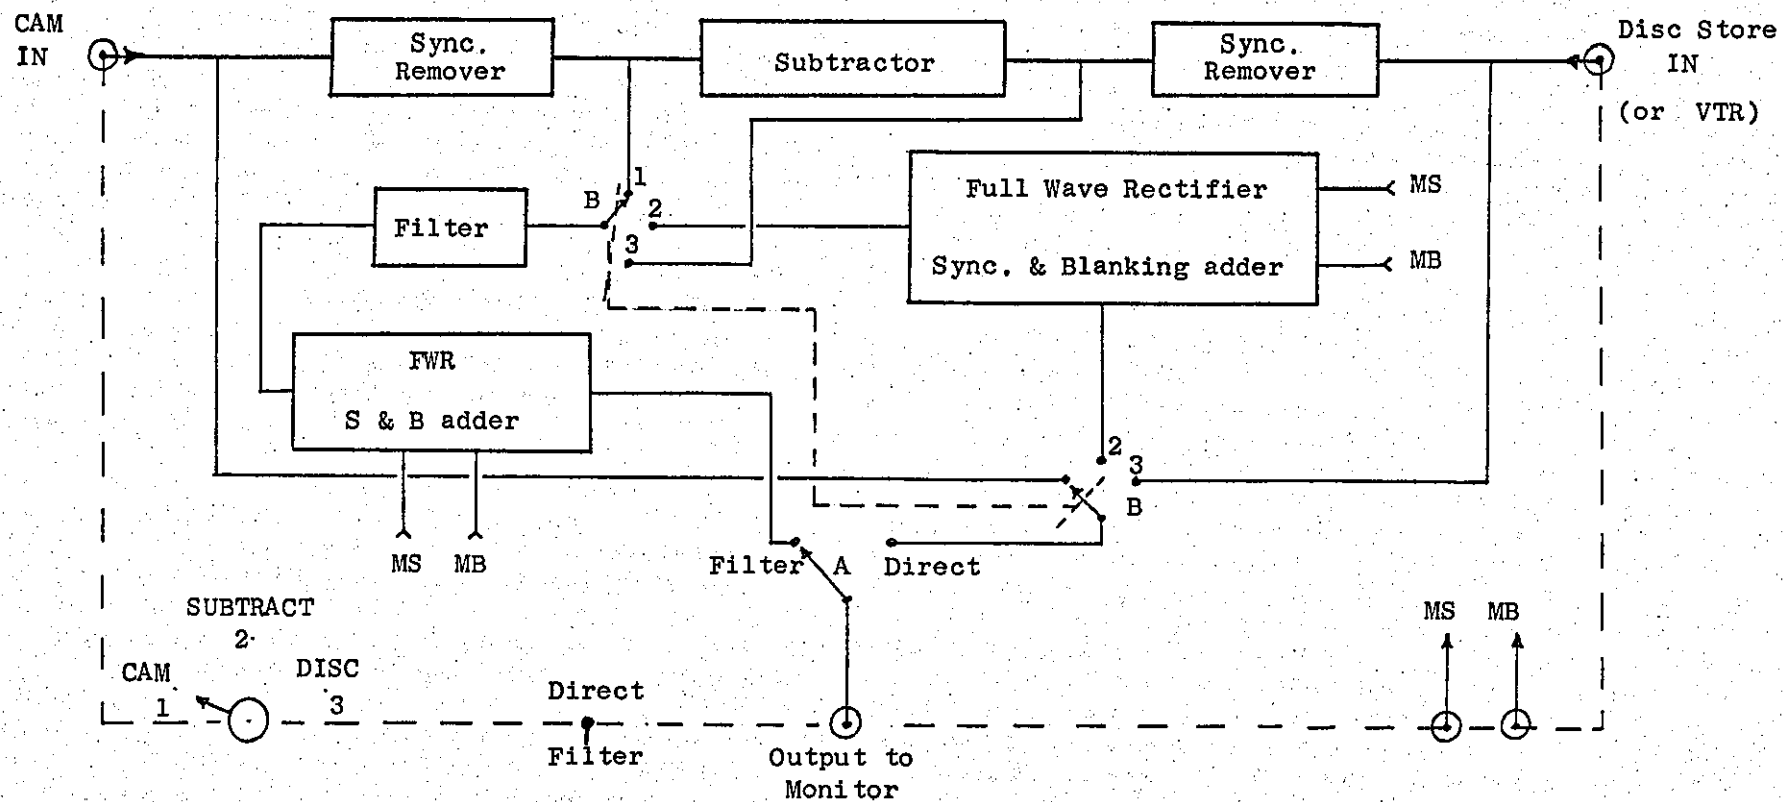 CAM
IN
Sync.
Remover
Subtractor
Sync.
Remover
Disc Store
IN
(or VTR)
Filter
B
1
2
3
Full Wave Rectifier
Sync. & Blanking adder
MS
MB
FWR
S & B adder
MS MB
2
3
B
Filter A Direct
SUBTRACT
2
CAM
1
DISC
3
Direct
Filter
Output to
Monitor
MS MB